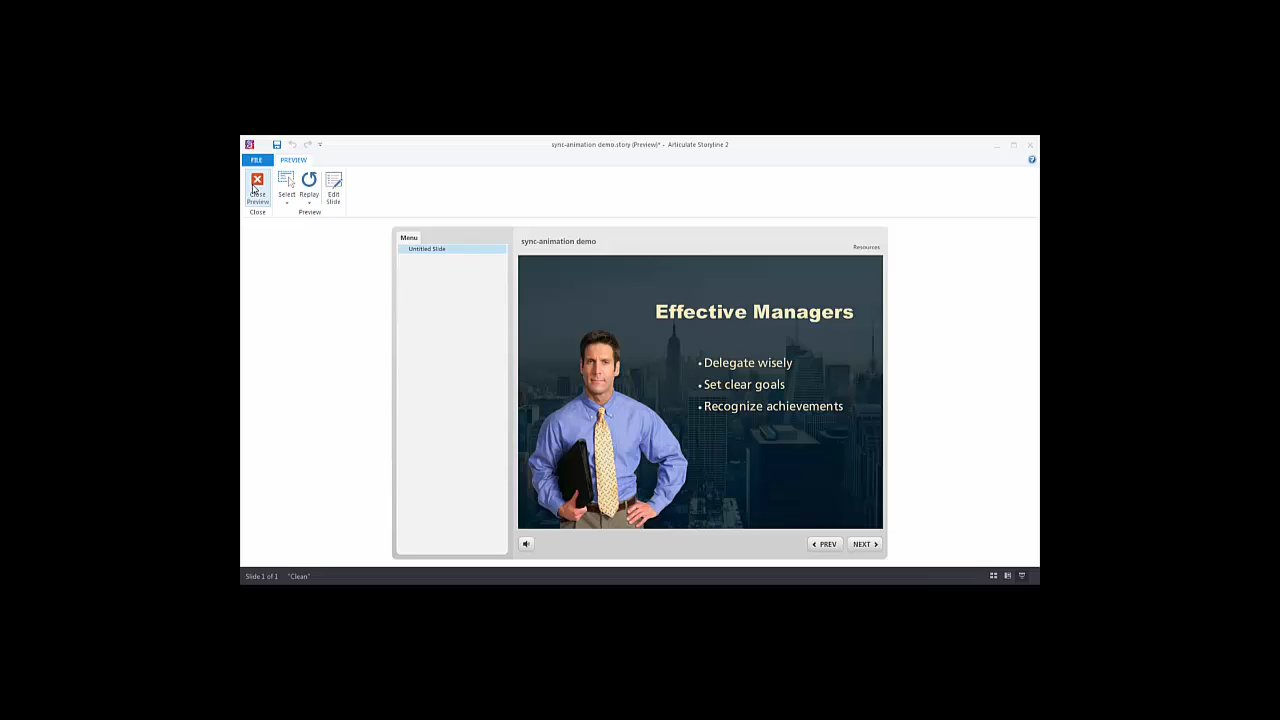 sync-animation demo.story (Preview)* - Articulate Storyline 2
FILE
PREVIEW
Close
Preview
Select
Replay
Edit
Slide
Close
Preview
Menu
Untitled Slide
sync-animation demo
Resources
Effective Managers
• Delegate wisely
• Set clear goals
• Recognize achievements
PREV
NEXT
Slide 1 of 1
"Clean"